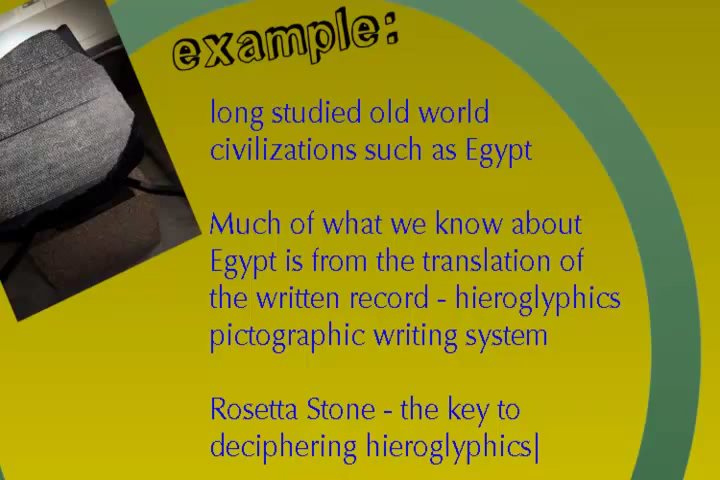 example:
long studied old world
civilizations such as Egypt
Much of what we know about
Egypt is from the translation of
the written record - hieroglyphics
pictographic writing system
Rosetta Stone - the key to
deciphering hieroglyphics|